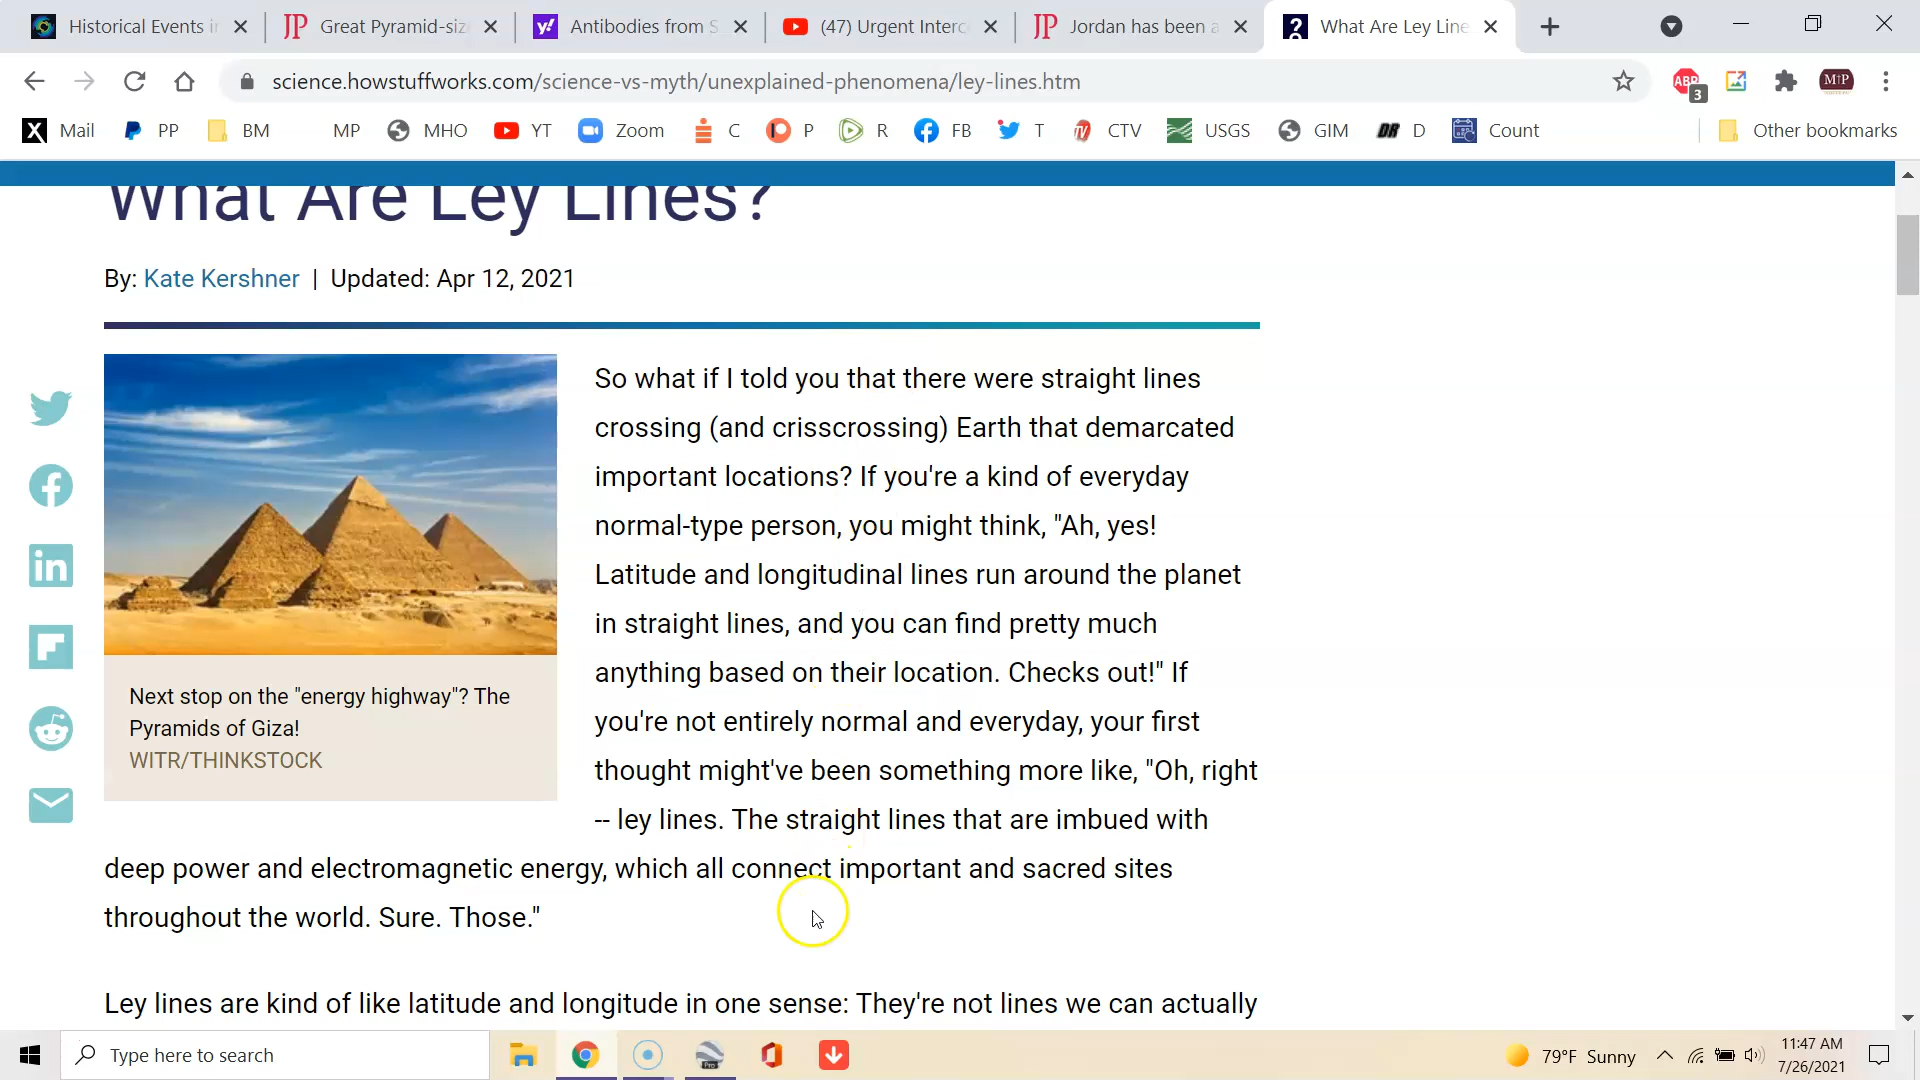 Historical Events i
Great Pyramid-siz
Antibodies from S
(47) Urgent Interc
Jordan has been a
What Are Ley Line
science.howstuffworks.com/science-vs-myth/unexplained-phenomena/ley-lines.htm
ABP
3
M↑P
X Mail
PP
BM
MP
MHO
YT
Zoom
C
P
R
FB
T
CTV
USGS
GIM
DR D
Count
Other bookmarks
What Are Ley Lines?
By: Kate Kershner | Updated: Apr 12, 2021
So what if I told you that there were straight lines
crossing (and crisscrossing) Earth that demarcated
important locations? If you're a kind of everyday
normal-type person, you might think, "Ah, yes!
Latitude and longitudinal lines run around the planet
in straight lines, and you can find pretty much
anything based on their location. Checks out!" If
you're not entirely normal and everyday, your first
thought might've been something more like, "Oh, right
-- ley lines. The straight lines that are imbued with
deep power and electromagnetic energy, which all connect important and sacred sites
throughout the world. Sure. Those."
Next stop on the "energy highway"? The
Pyramids of Giza!
WITR/THINKSTOCK
Ley lines are kind of like latitude and longitude in one sense: They're not lines we can actually
Type here to search
79°F Sunny
11:47 AM
7/26/2021